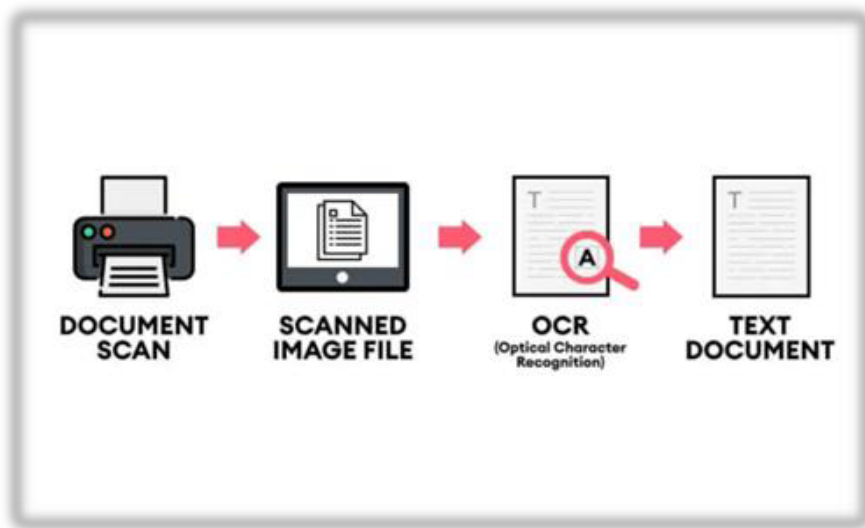 T
A
T
DOCUMENT
SCAN
SCANNED
IMAGE FILE
OCR
(Optical Character
Recognition)
TEXT
DOCUMENT